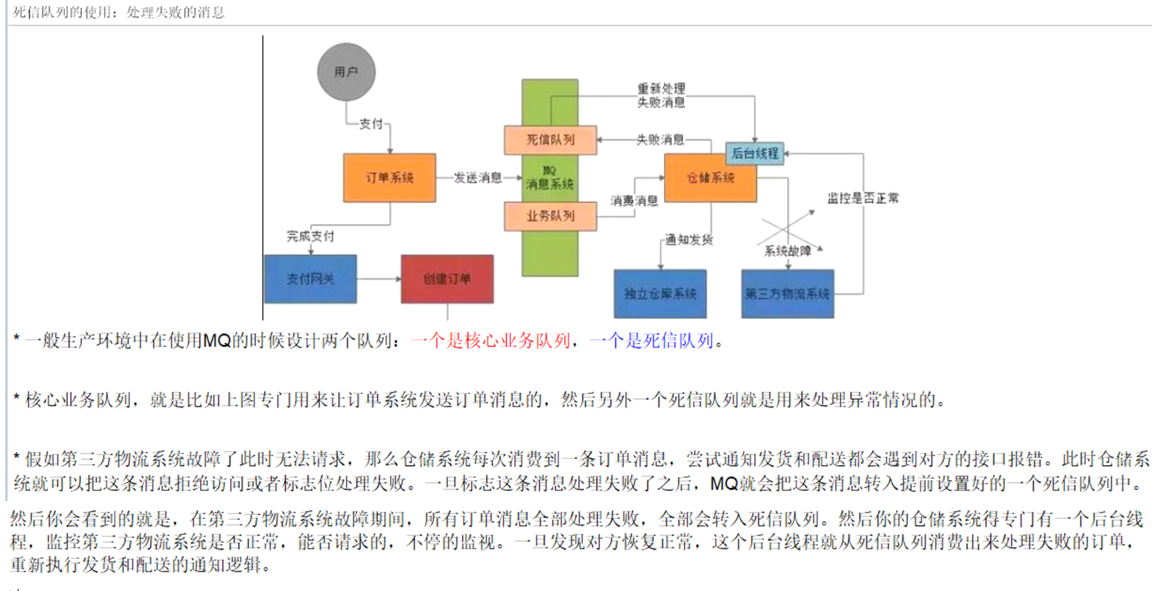 死信队列的使用：处理失败的消息
用户
重新处理
失败消息
支付
死信队列
失败消息
后台线程
订单系统
发送消息
MQ
消息系统
仓储系统
消费消息
监控是否正常
业务队列
完成支付
通知发货
系统故障
支付网关
创建订单
独立仓库系统
第三方物流系统
* 一般生产环境中在使用MQ的时候设计两个队列：一个是核心业务队列，一个是死信队列。
* 核心业务队列，就是比如上图专门用来让订单系统发送订单消息的，然后另外一个死信队列就是用来处理异常情况的。
* 假如第三方物流系统故障了此时无法请求，那么仓储系统每次消费到一条订单消息，尝试通知发货和配送都会遇到对方的接口报错。此时仓储系
统就可以把这条消息拒绝访问或者标志位处理失败。一旦标志这条消息处理失败了之后，MQ就会把这条消息转入提前设置好的一个死信队列中。
然后你会看到的就是，在第三方物流系统故障期间，所有订单消息全部处理失败，全部会转入死信队列。然后你的仓储系统得专门有一个后台线
程，监控第三方物流系统是否正常，能否请求的，不停的监视。一旦发现对方恢复正常，这个后台线程就从死信队列消费出来处理失败的订单，
重新执行发货和配送的通知逻辑。